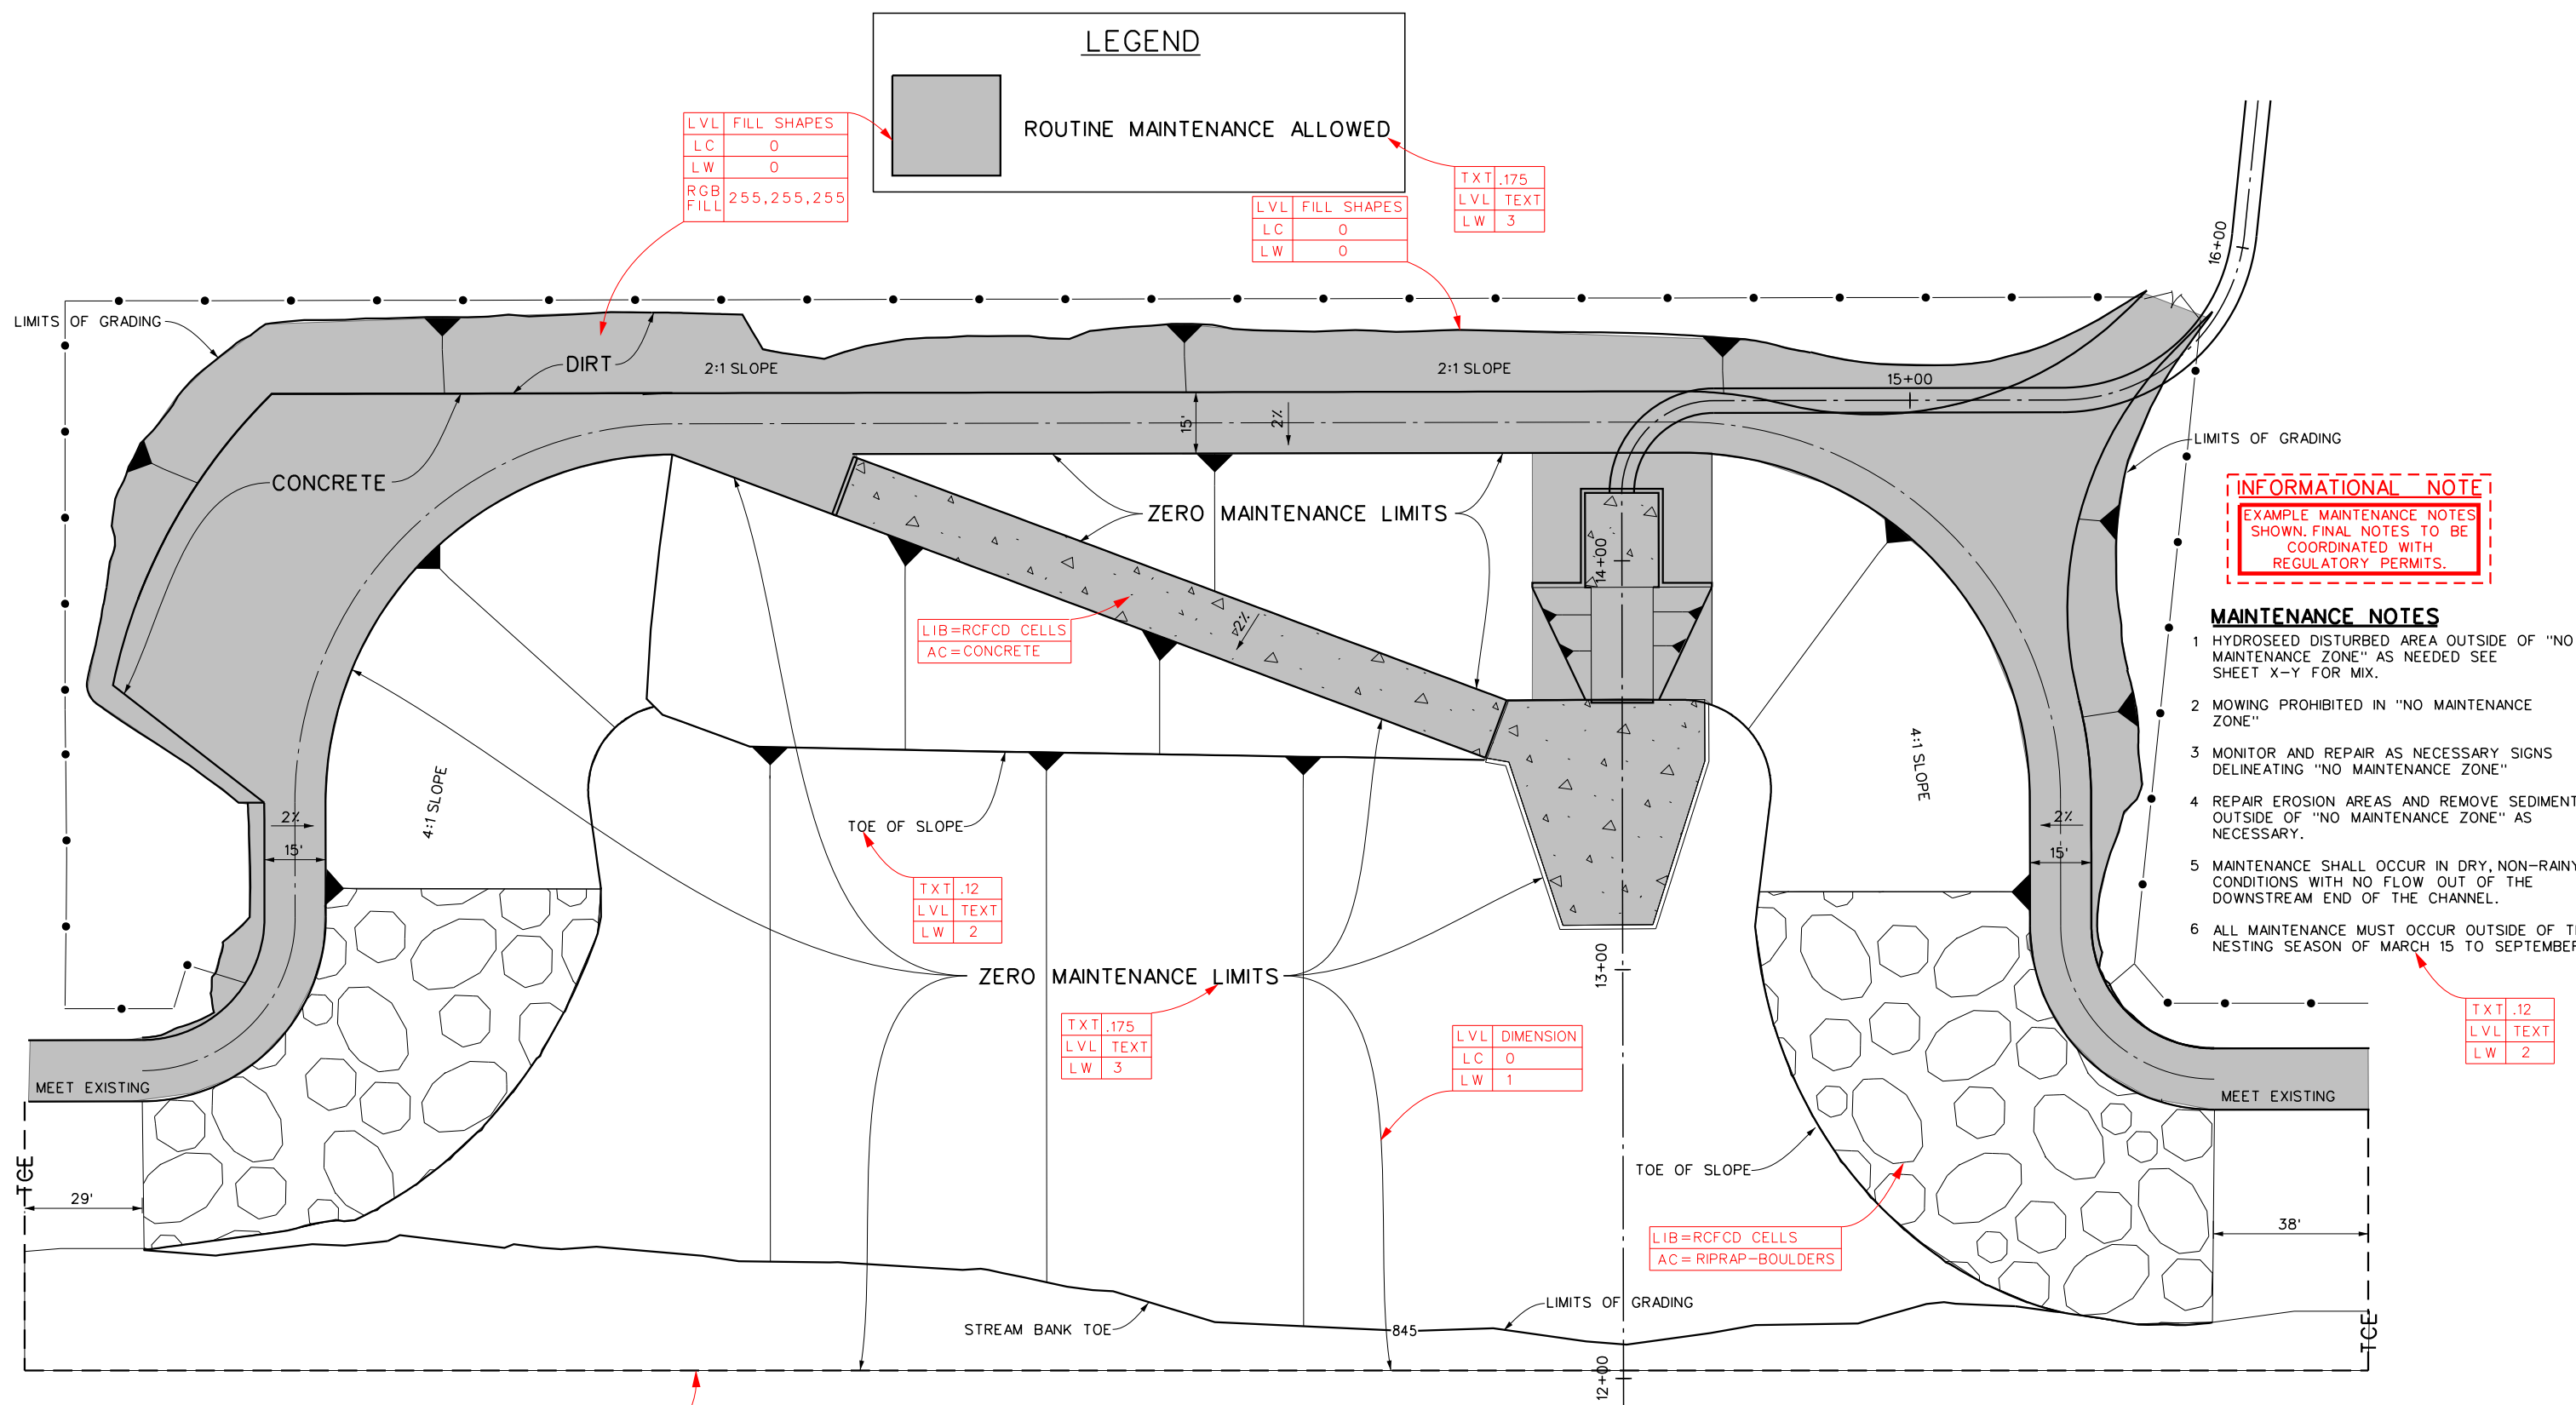 LEGEND
ROUTINE MAINTENANCE ALLOWED
LVL FILL SHAPES
LC 0
LW 0
RGB FILL 255,255,255
TXT .175
LVL TEXT
LW 3
LVL FILL SHAPES
LC 0
LW 0
16+00
LIMITS OF GRADING
DIRT
2:1 SLOPE
2:1 SLOPE
15+00
15'
2%
LIMITS OF GRADING
CONCRETE
ZERO MAINTENANCE LIMITS
14+00
INFORMATIONAL NOTE
EXAMPLE MAINTENANCE NOTES
SHOWN. FINAL NOTES TO BE
COORDINATED WITH
REGULATORY PERMITS.
LIB=RCFCD CELLS
AC=CONCRETE
2%
MAINTENANCE NOTES
1 HYDROSEED DISTURBED AREA OUTSIDE OF "NO
MAINTENANCE ZONE" AS NEEDED SEE
SHEET X-Y FOR MIX.
2 MOWING PROHIBITED IN "NO MAINTENANCE
ZONE"
3 MONITOR AND REPAIR AS NECESSARY SIGNS
DELINEATING "NO MAINTENANCE ZONE"
4 REPAIR EROSION AREAS AND REMOVE SEDIMENT
OUTSIDE OF "NO MAINTENANCE ZONE" AS
NECESSARY.
5 MAINTENANCE SHALL OCCUR IN DRY, NON-RAINY
CONDITIONS WITH NO FLOW OUT OF THE
DOWNSTREAM END OF THE CHANNEL.
6 ALL MAINTENANCE MUST OCCUR OUTSIDE OF
NESTING SEASON OF MARCH 15 TO SEPTEMBER
4:1 SLOPE
4:1 SLOPE
2%
15'
TOE OF SLOPE
2%
15'
TXT .12
LVL TEXT
LW 2
13+00
ZERO MAINTENANCE LIMITS
TXT .175
LVL TEXT
LW 3
LVL DIMENSION
LC 0
LW 1
TXT .12
LVL TEXT
LW 2
MEET EXISTING
MEET EXISTING
TCE
29'
TOE OF SLOPE
LIB=RCFCD CELLS
AC=RIPRAP-BOULDERS
38'
LIMITS OF GRADING
STREAM BANK TOE
845
TCE
12+00